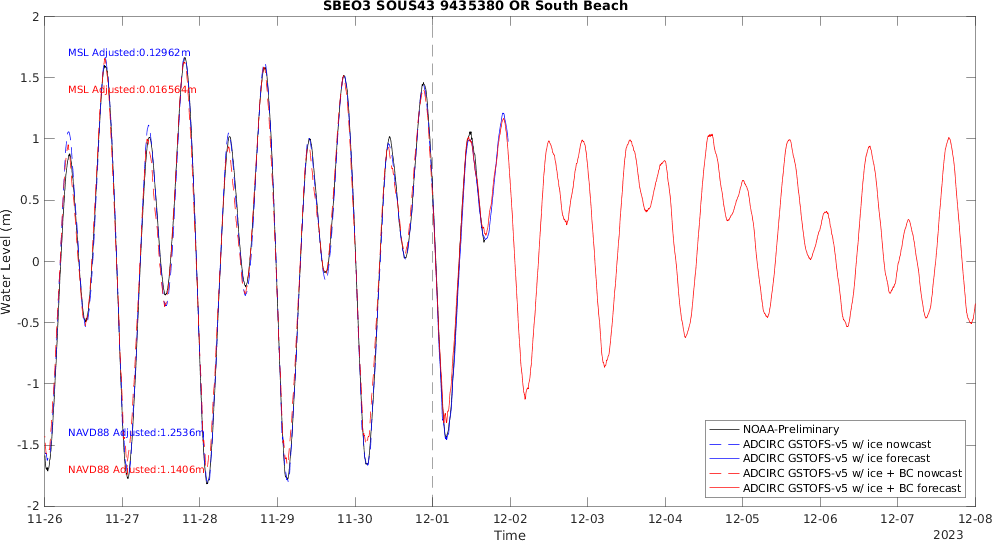 SBEO3 SOUS43 9435380 OR South Beach
2
1.5
1
0.5
0
-0.5
-1
-1.5
-2
Water Level (m)
MSL Adjusted:0.12962m
MSL Adjusted:0.016564m
NAVD88 Adjusted:1.2536m
NAVD88 Adjusted:1.1406m
NOAA-Preliminary
ADCIRC GSTOFS-v5 w/ ice nowcast
ADCIRC GSTOFS-v5 w/ ice forecast
ADCIRC GSTOFS-v5 w/ ice + BC nowcast
ADCIRC GSTOFS-v5 w/ ice + BC forecast
11-26 11-27 11-28 11-29 11-30 12-01 12-02 12-03 12-04 12-05 12-06 12-07 12-08
Time
2023